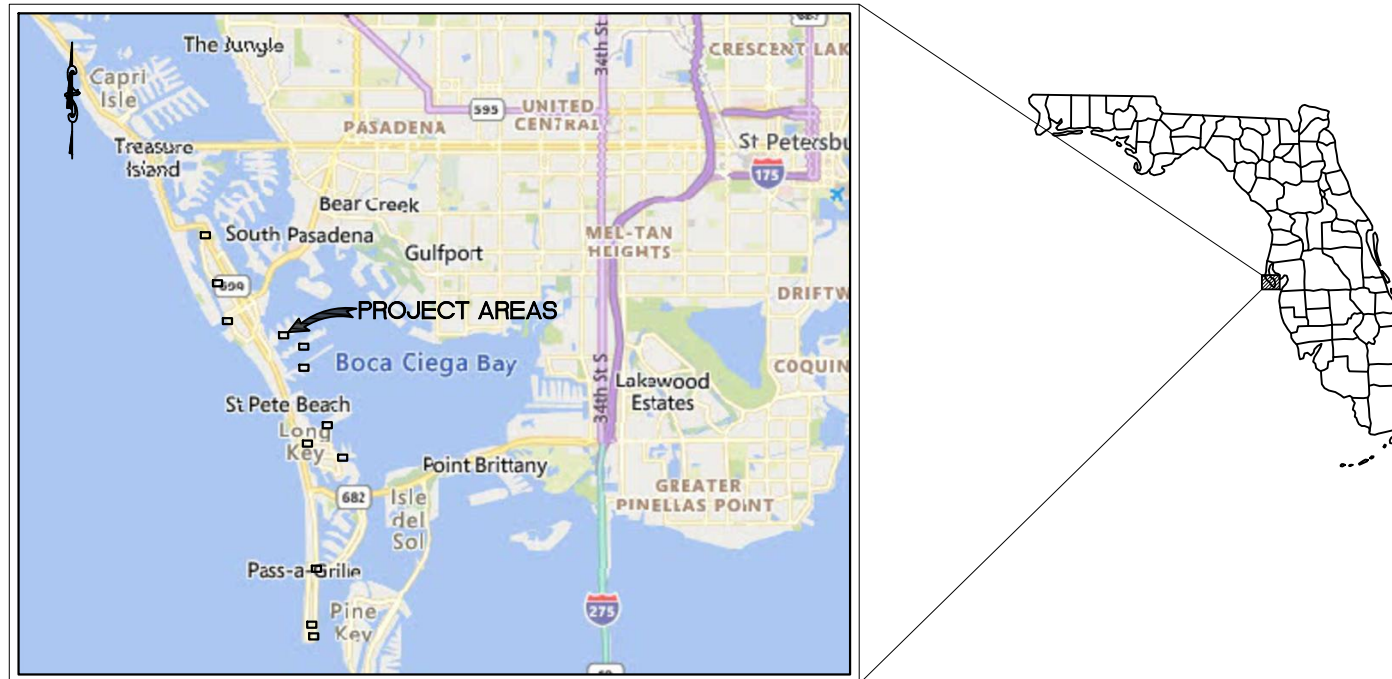 The Jungle
34th St
CRESCENT LAK
Capri
Isle
595
UNITED
CENTRAL
PASADENA
St Petersbu
Treasure
Island
175
Bear Creek
South Pasadena
MEL-TAN
HEIGHTS
Gulfport
DRIFTW
PROJECT AREAS
Boca Ciega Bay
COQUIN
34th St S
Lakewood
Estates
St Pete Beach
Long
Key
Point Brittany
682
Isle
del
Sol
GREATER
PINELLAS POINT
Pass-a-Grille
275
Pine
Key